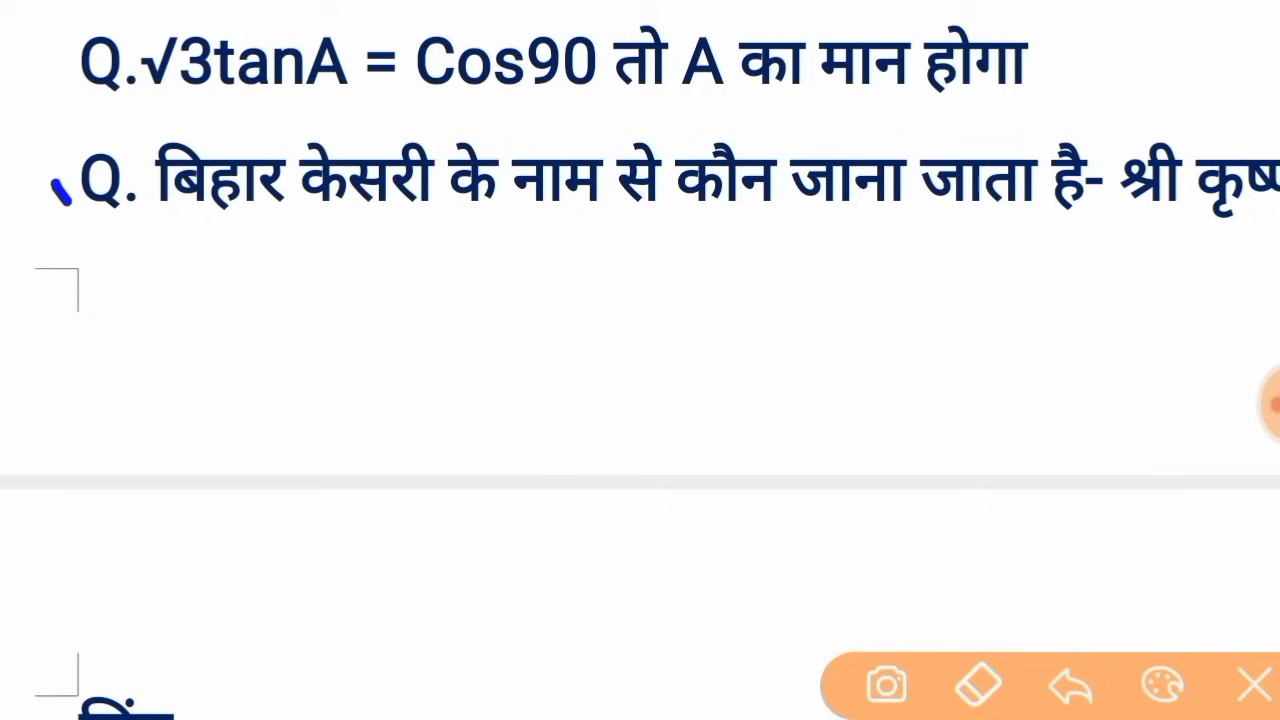 Q.√3tanA = Cos90 तो A का मान होगा
Q. बिहार केसरी के नाम से कौन जाना जाता है- श्री